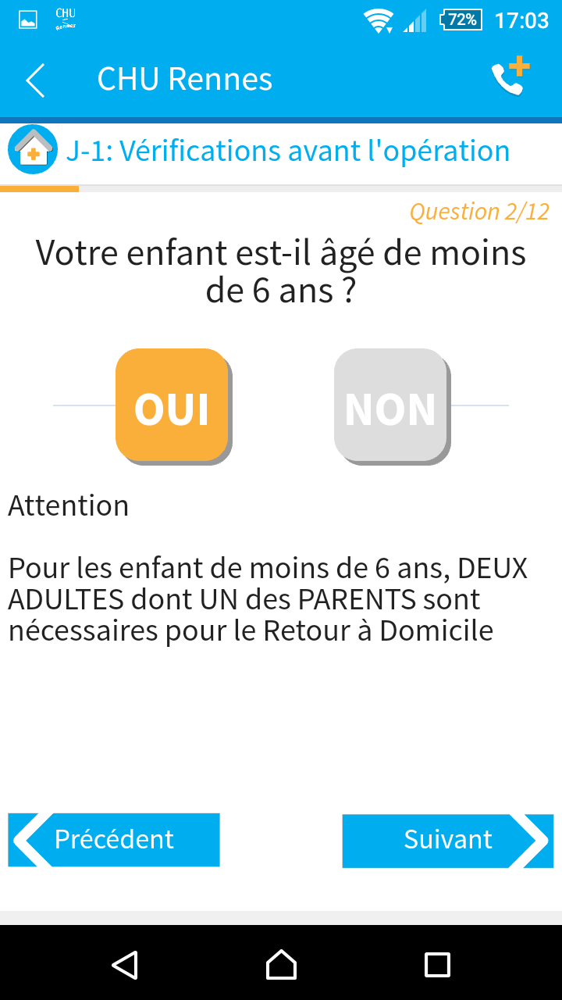 CHU
Rennes
72%
17:03
CHU Rennes
J-1: Vérifications avant l'opération
Question 2/12
Votre enfant est-il âgé de moins
de 6 ans ?
OUI
NON
Attention
Pour les enfant de moins de 6 ans, DEUX
ADULTES dont UN des PARENTS sont
nécessaires pour le Retour à Domicile
Précédent
Suivant